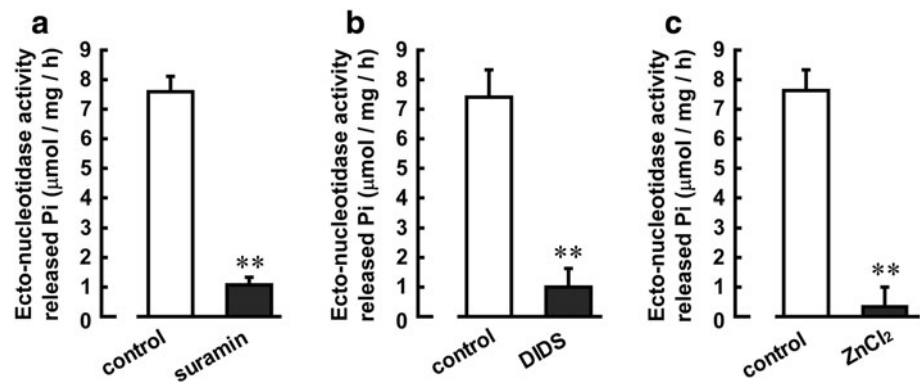 a
Ecto-nucleotidase activity
released Pi (μmol / mg / h)
9
8
7
6
5
4
3
2
1
0
**
control
suramin
b
Ecto-nucleotidase activity
released Pi (μmol / mg / h)
9
8
7
6
5
4
3
2
1
0
**
control
DIDS
c
Ecto-nucleotidase activity
released Pi (μmol / mg / h)
9
8
7
6
5
4
3
2
1
0
**
control
ZnCl₂